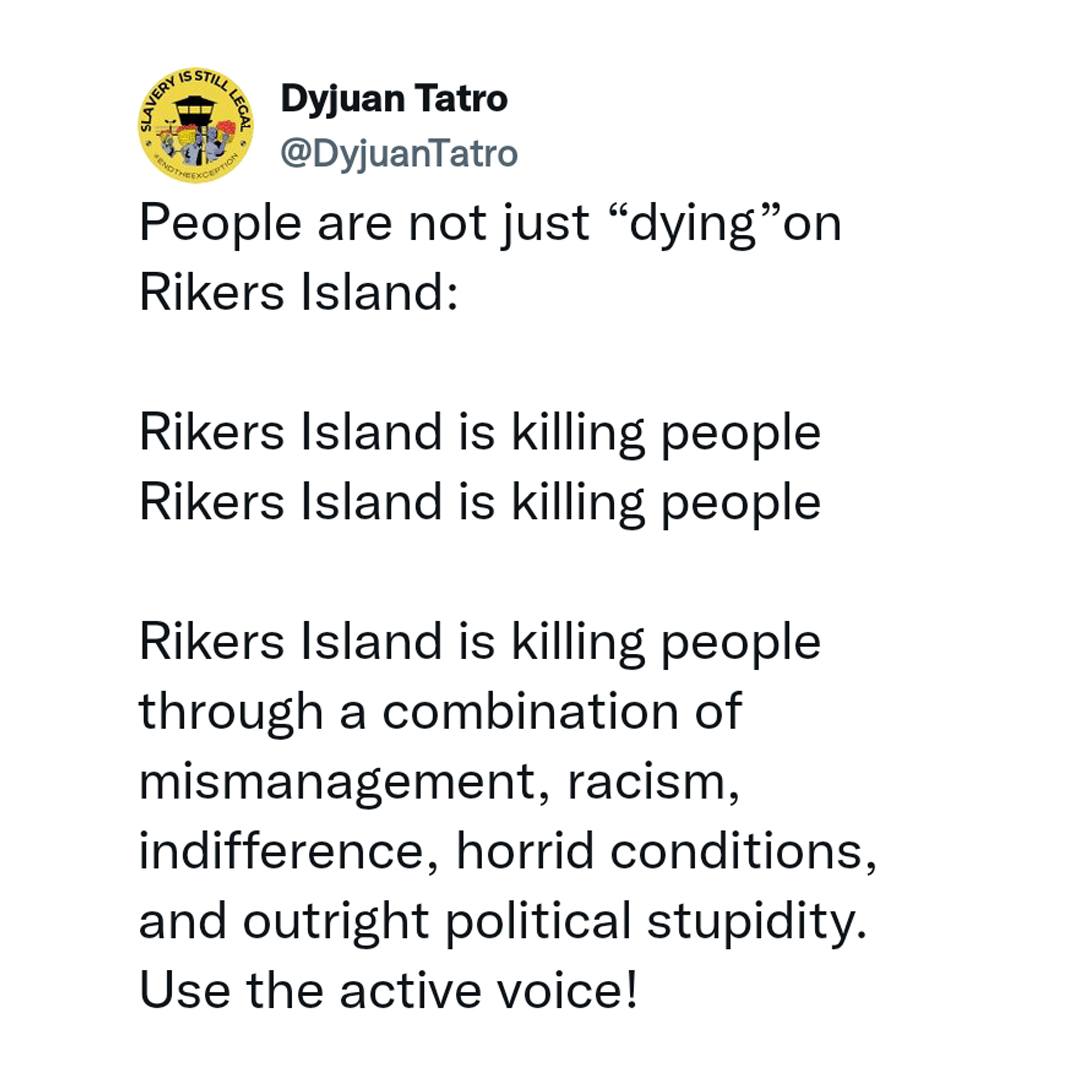 SLAVERY IS STILL LEGAL
#ENDTHEEXCEPTION
Dyjuan Tatro
@DyjuanTatro
People are not just “dying”on
Rikers Island:
Rikers Island is killing people
Rikers Island is killing people
Rikers Island is killing people
through a combination of
mismanagement, racism,
indifference, horrid conditions,
and outright political stupidity.
Use the active voice!